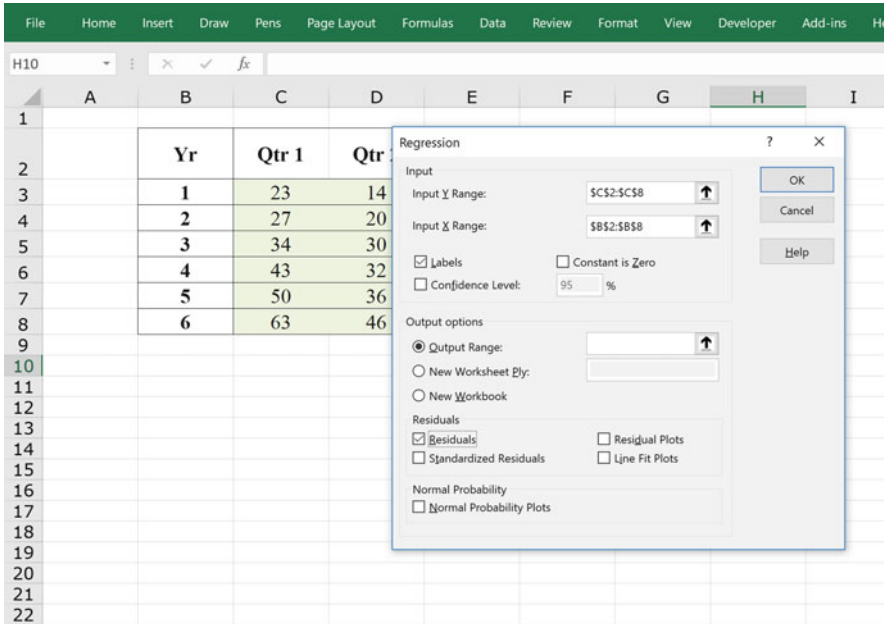 File Home Insert Draw Pens Page Layout Formulas Data Review Format View Developer Add-ins
H10 fx
A B C D E F G H I
1
2 Yr Qtr 1 Qtr
3 1 23 14
4 2 27 20
5 3 34 30
6 4 43 32
7 5 50 36
8 6 63 46
9
10
11
12
13
14
15
16
17
18
19
20
21
22
Regression ? ×
Input
Input Y Range: $C$2:$C$8
Input X Range: $B$2:$B$8
Labels Constant is Zero
Confidence Level: 95 %
OK
Cancel
Help
Output options
Output Range:
New Worksheet Ply:
New Workbook
Residuals
Residuals Residual Plots
Standardized Residuals Line Fit Plots
Normal Probability
Normal Probability Plots